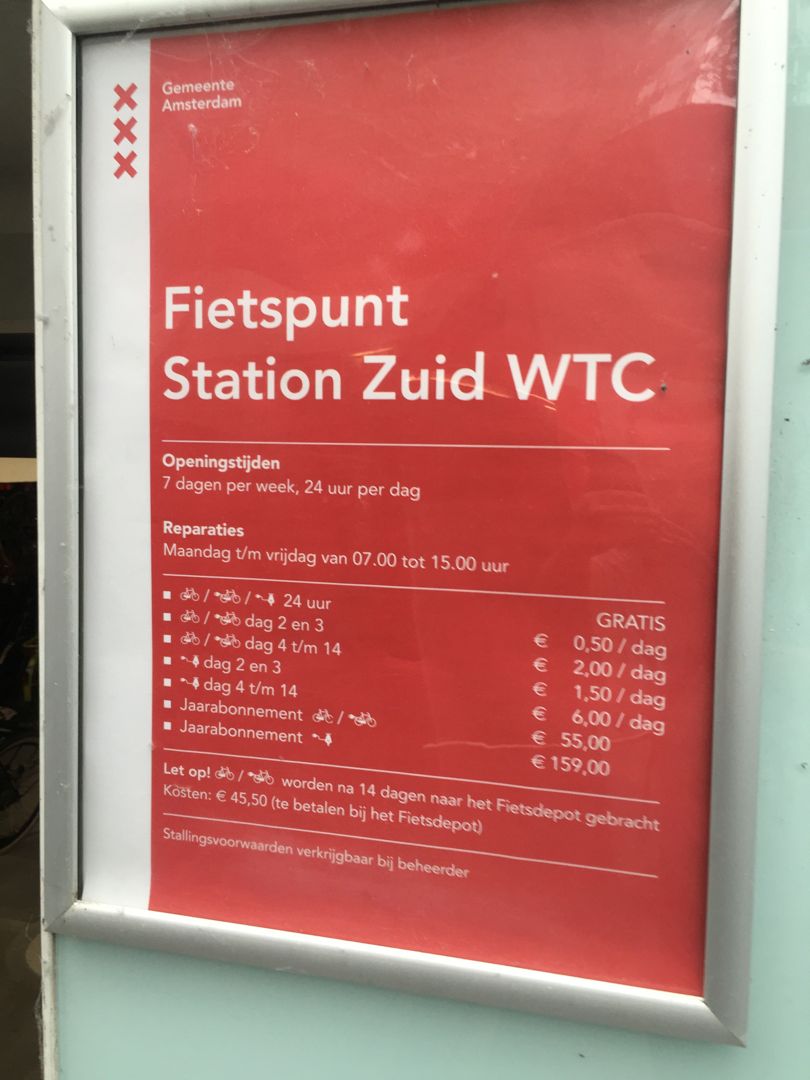 Gemeente
Amsterdam
Fietspunt
Station Zuid WTC
Openingstijden
7 dagen per week, 24 uur per dag
Reparaties
Maandag t/m vrijdag van 07.00 tot 15.00 uur
/ / 24 uur GRATIS
/ dag 2 en 3 € 0,50 / dag
/ dag 4 t/m 14 € 2,00 / dag
dag 2 en 3 € 1,50 / dag
dag 4 t/m 14 € 6,00 / dag
Jaarabonnement / € 55,00
Jaarabonnement € 159,00
Let op! / worden na 14 dagen naar het Fietsdepot gebracht
Kosten: € 45,50 (te betalen bij het Fietsdepot)
Stallingsvoorwaarden verkrijgbaar bij beheerder